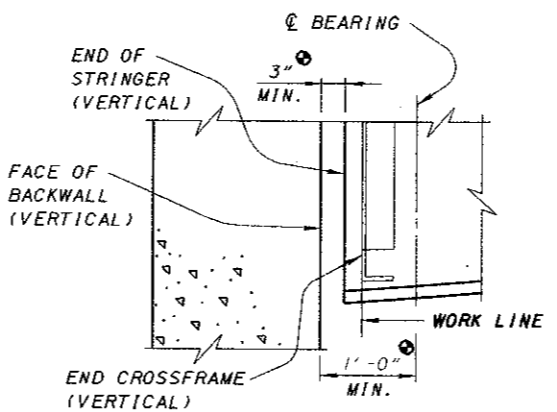 ℄ BEARING
END OF
STRINGER
(VERTICAL)
3"
MIN.
FACE OF
BACKWALL
(VERTICAL)
WORK LINE
1'-0"
MIN.
END CROSSFRAME
(VERTICAL)